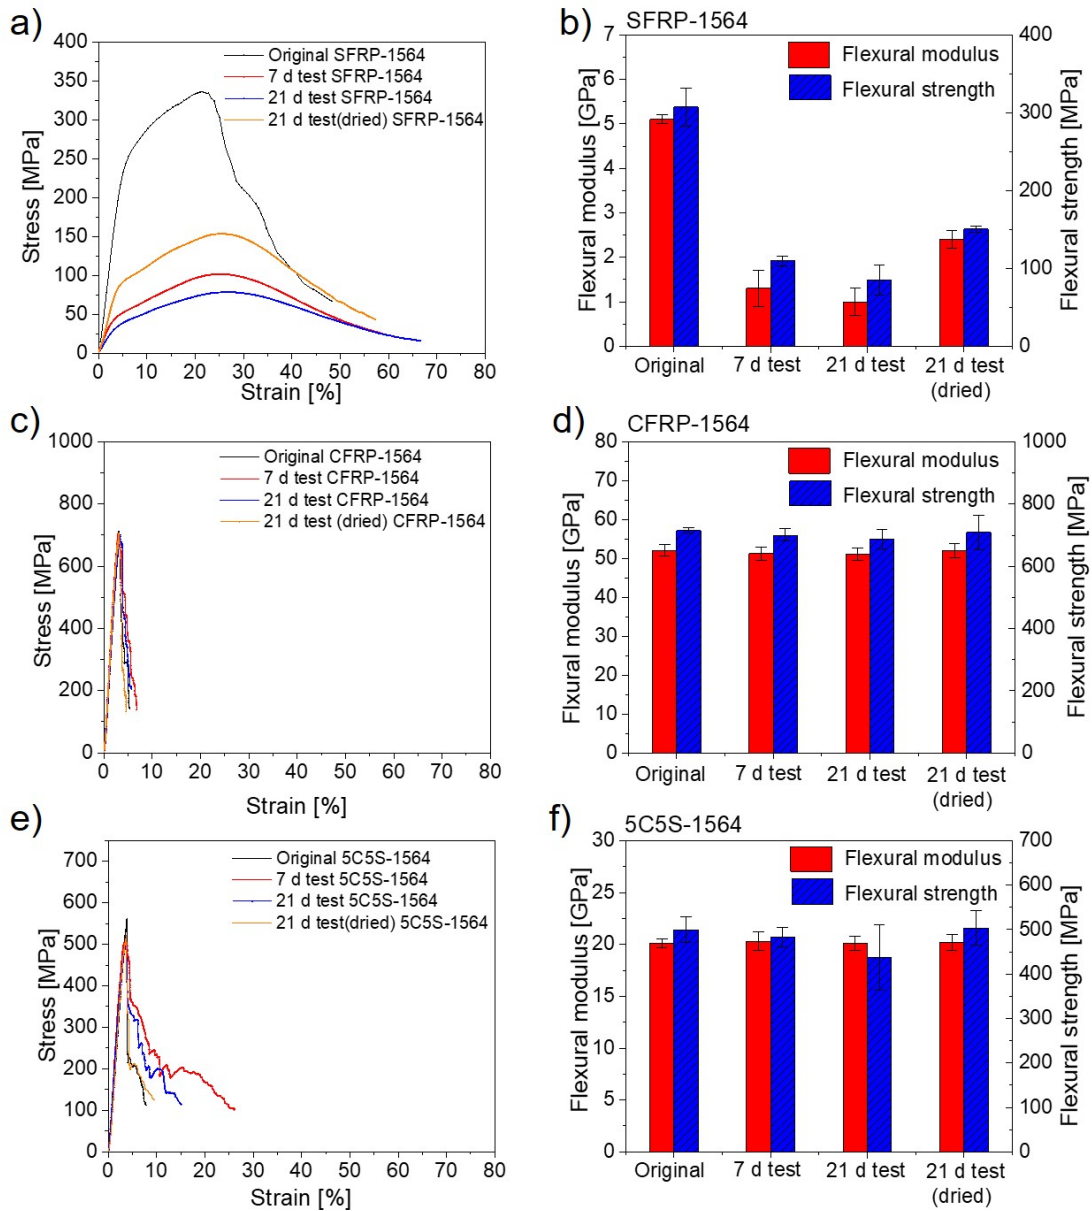 a)
400
350
300
250
200
150
100
50
0
Stress [MPa]
Original SFRP-1564
7 d test SFRP-1564
21 d test SFRP-1564
21 d test(dried) SFRP-1564
0 10 20 30 40 50 60 70 80
Strain [%]
b) SFRP-1564
7
6
5
4
3
2
1
0
Flexural modulus [GPa]
Flexural modulus
Flexural strength
400
300
200
100
0
Flexural strength [MPa]
Original 7 d test 21 d test 21 d test
(dried)
c)
1000
800
600
400
200
0
Stress [MPa]
Original CFRP-1564
7 d test CFRP-1564
21 d test CFRP-1564
21 d test (dried) CFRP-1564
0 10 20 30 40 50 60 70 80
Strain [%]
d) CFRP-1564
80
70
60
50
40
30
20
10
0
Flxural modulus [GPa]
Flexural modulus
Flexural strength
1000
800
600
400
200
0
Flexural strength [MPa]
Original 7 d test 21 d test 21 d test
(dried)
e)
700
600
500
400
300
200
100
0
Stress [MPa]
Original 5C5S-1564
7 d test 5C5S-1564
21 d test 5C5S-1564
21 d test(dried) 5C5S-1564
0 10 20 30 40 50 60 70 80
Strain [%]
f) 5C5S-1564
30
25
20
15
10
5
0
Flexural modulus [GPa]
Flexural modulus
Flexural strength
700
600
500
400
300
200
100
0
Flexural strength [MPa]
Original 7 d test 21 d test 21 d test
(dried)